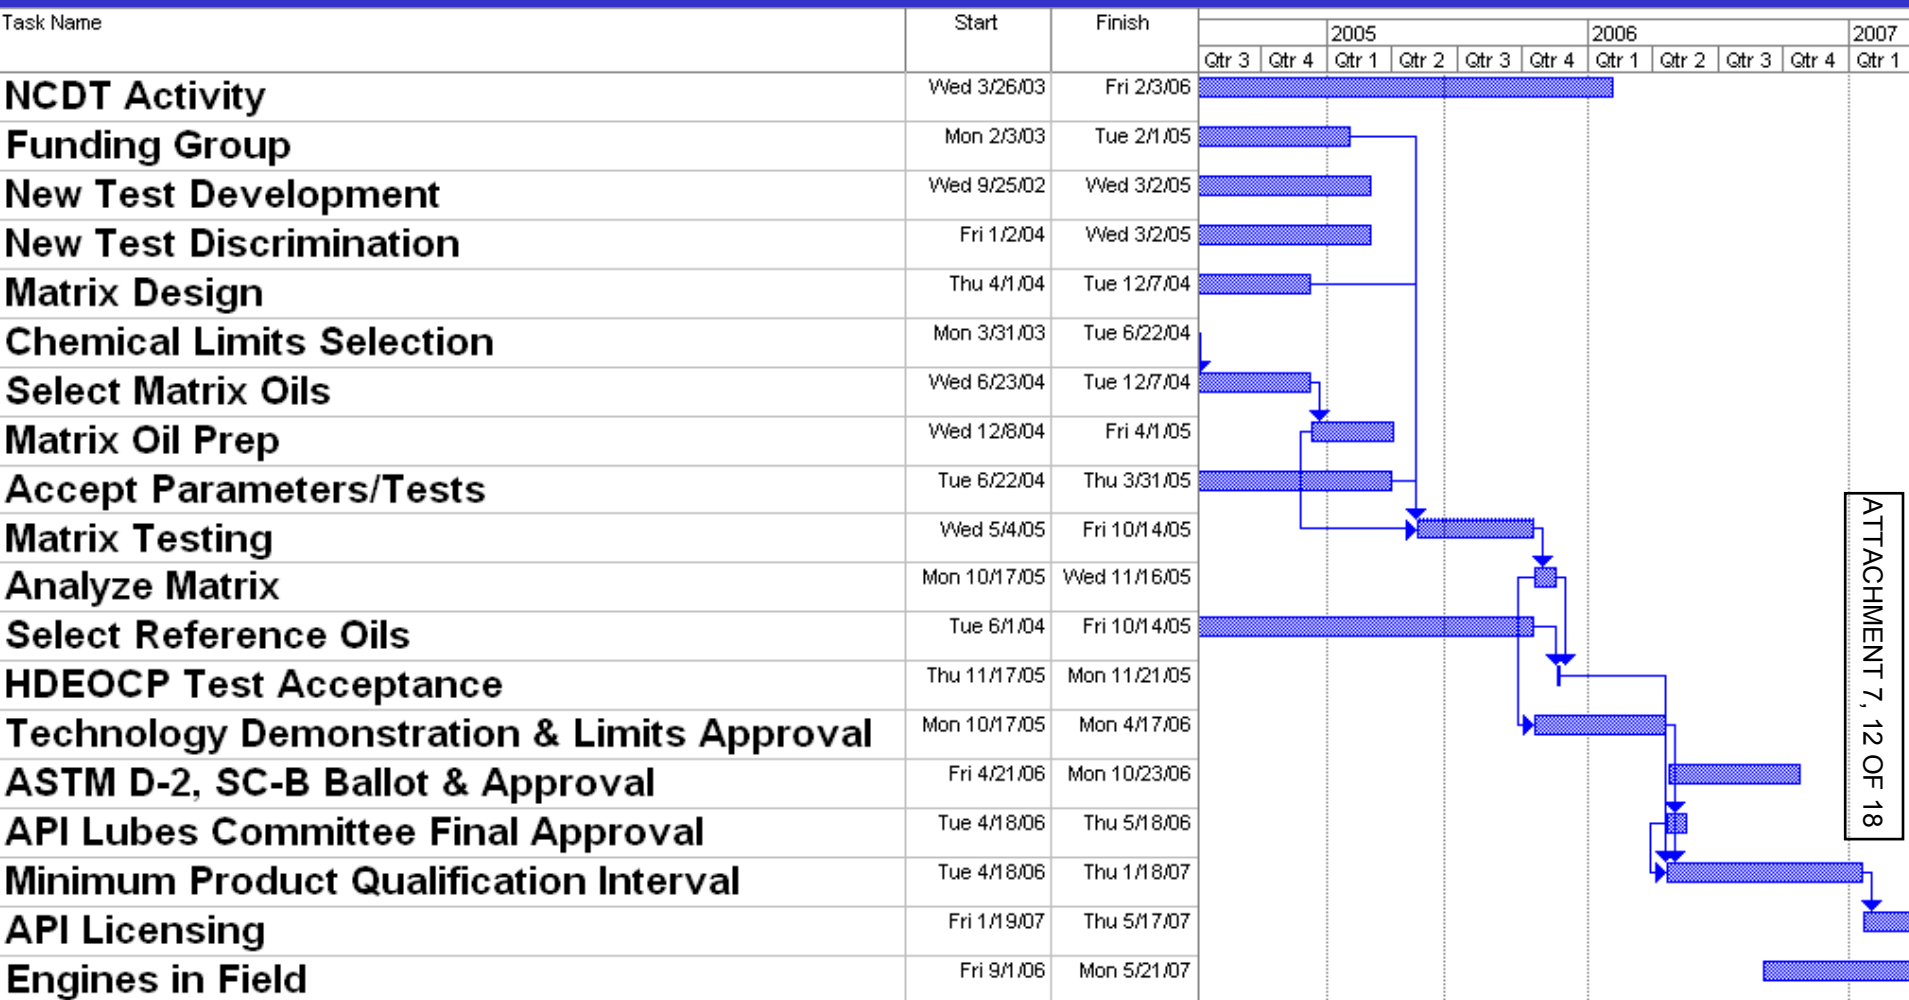 Task Name Start Finish
2005 2006 2007
Qtr 3 Qtr 4 Qtr 1 Qtr 2 Qtr 3 Qtr 4 Qtr 1 Qtr 2 Qtr 3 Qtr 4 Qtr 1
NCDT Activity Wed 3/26/03 Fri 2/3/06
Funding Group Mon 2/3/03 Tue 2/1/05
New Test Development Wed 9/25/02 Wed 3/2/05
New Test Discrimination Fri 1/2/04 Wed 3/2/05
Matrix Design Thu 4/1/04 Tue 12/7/04
Chemical Limits Selection Mon 3/31/03 Tue 6/22/04
Select Matrix Oils Wed 6/23/04 Tue 12/7/04
Matrix Oil Prep Wed 12/8/04 Fri 4/1/05
Accept Parameters/Tests Tue 6/22/04 Thu 3/31/05
Matrix Testing Wed 5/4/05 Fri 10/14/05
Analyze Matrix Mon 10/17/05 Wed 11/16/05
Select Reference Oils Tue 6/1/04 Fri 10/14/05
HDEOCP Test Acceptance Thu 11/17/05 Mon 11/21/05
Technology Demonstration & Limits Approval Mon 10/17/05 Mon 4/17/06
ASTM D-2, SC-B Ballot & Approval Fri 4/21/06 Mon 10/23/06
API Lubes Committee Final Approval Tue 4/18/06 Thu 5/18/06
Minimum Product Qualification Interval Tue 4/18/06 Thu 1/18/07
API Licensing Fri 1/19/07 Thu 5/17/07
Engines in Field Fri 9/1/06 Mon 5/21/07
ATTACHMENT 7, 12 OF 18